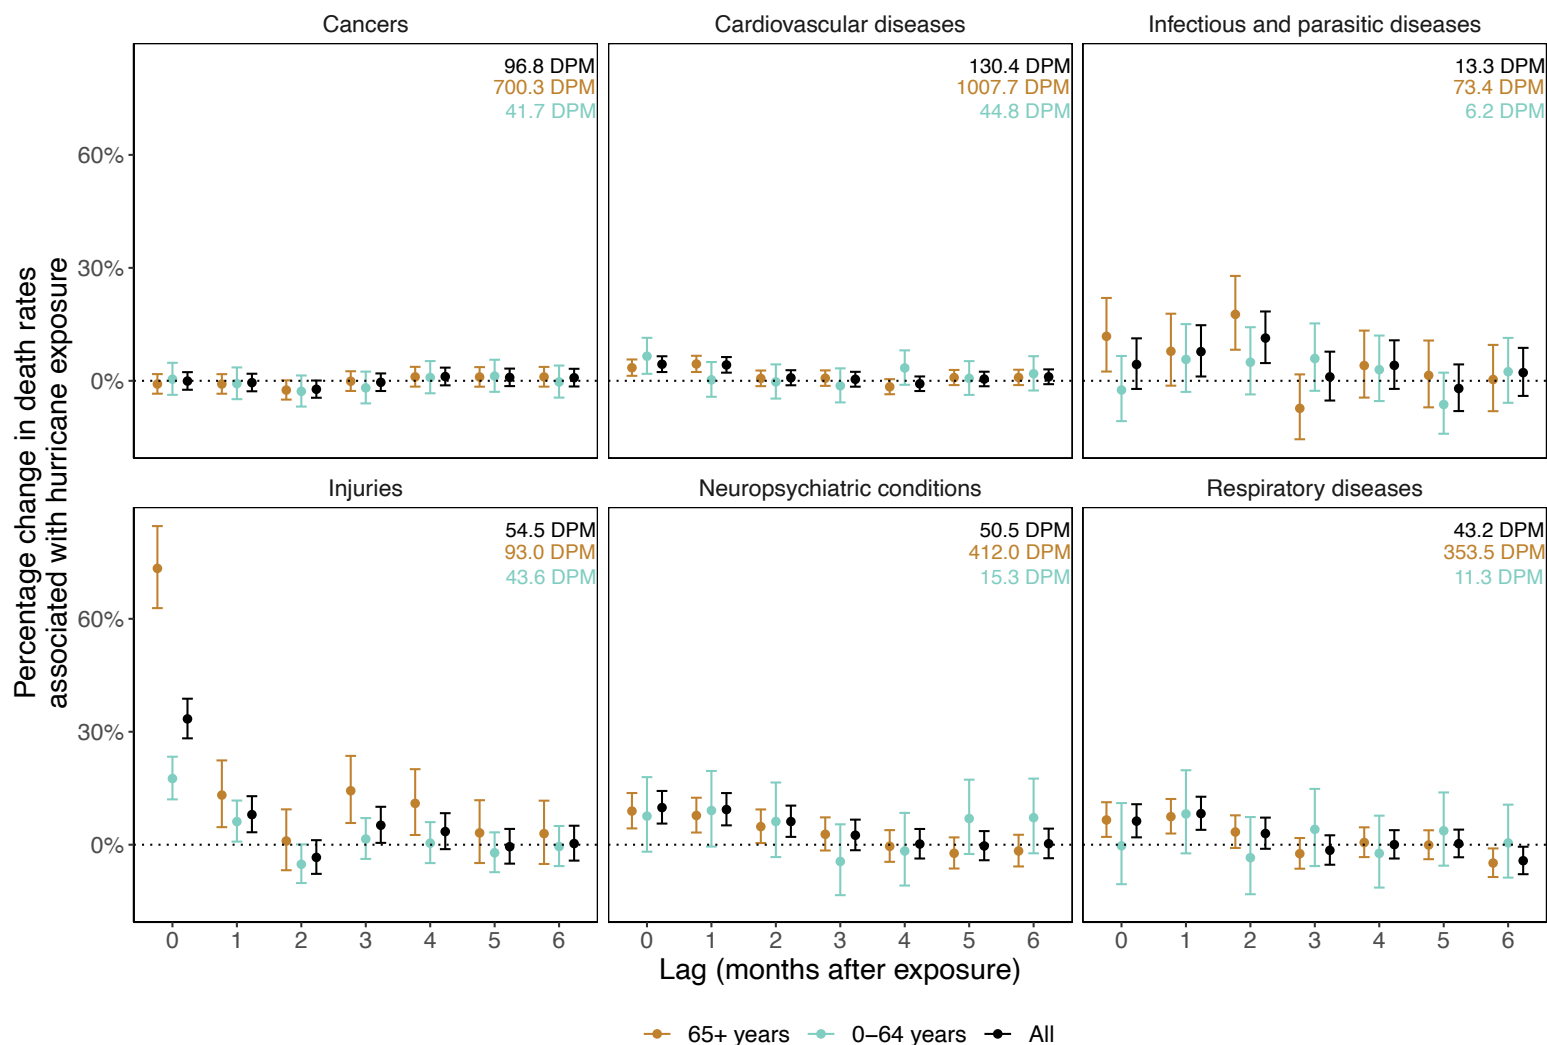 Cancers
Cardiovascular diseases
Infectious and parasitic diseases
96.8 DPM
700.3 DPM
41.7 DPM
130.4 DPM
1007.7 DPM
44.8 DPM
13.3 DPM
73.4 DPM
6.2 DPM
60%
30%
0%
Percentage change in death rates
associated with hurricane exposure
Injuries
Neuropsychiatric conditions
Respiratory diseases
54.5 DPM
93.0 DPM
43.6 DPM
50.5 DPM
412.0 DPM
15.3 DPM
43.2 DPM
353.5 DPM
11.3 DPM
60%
30%
0%
0 1 2 3 4 5 6
0 1 2 3 4 5 6
0 1 2 3 4 5 6
Lag (months after exposure)
65+ years 0–64 years All